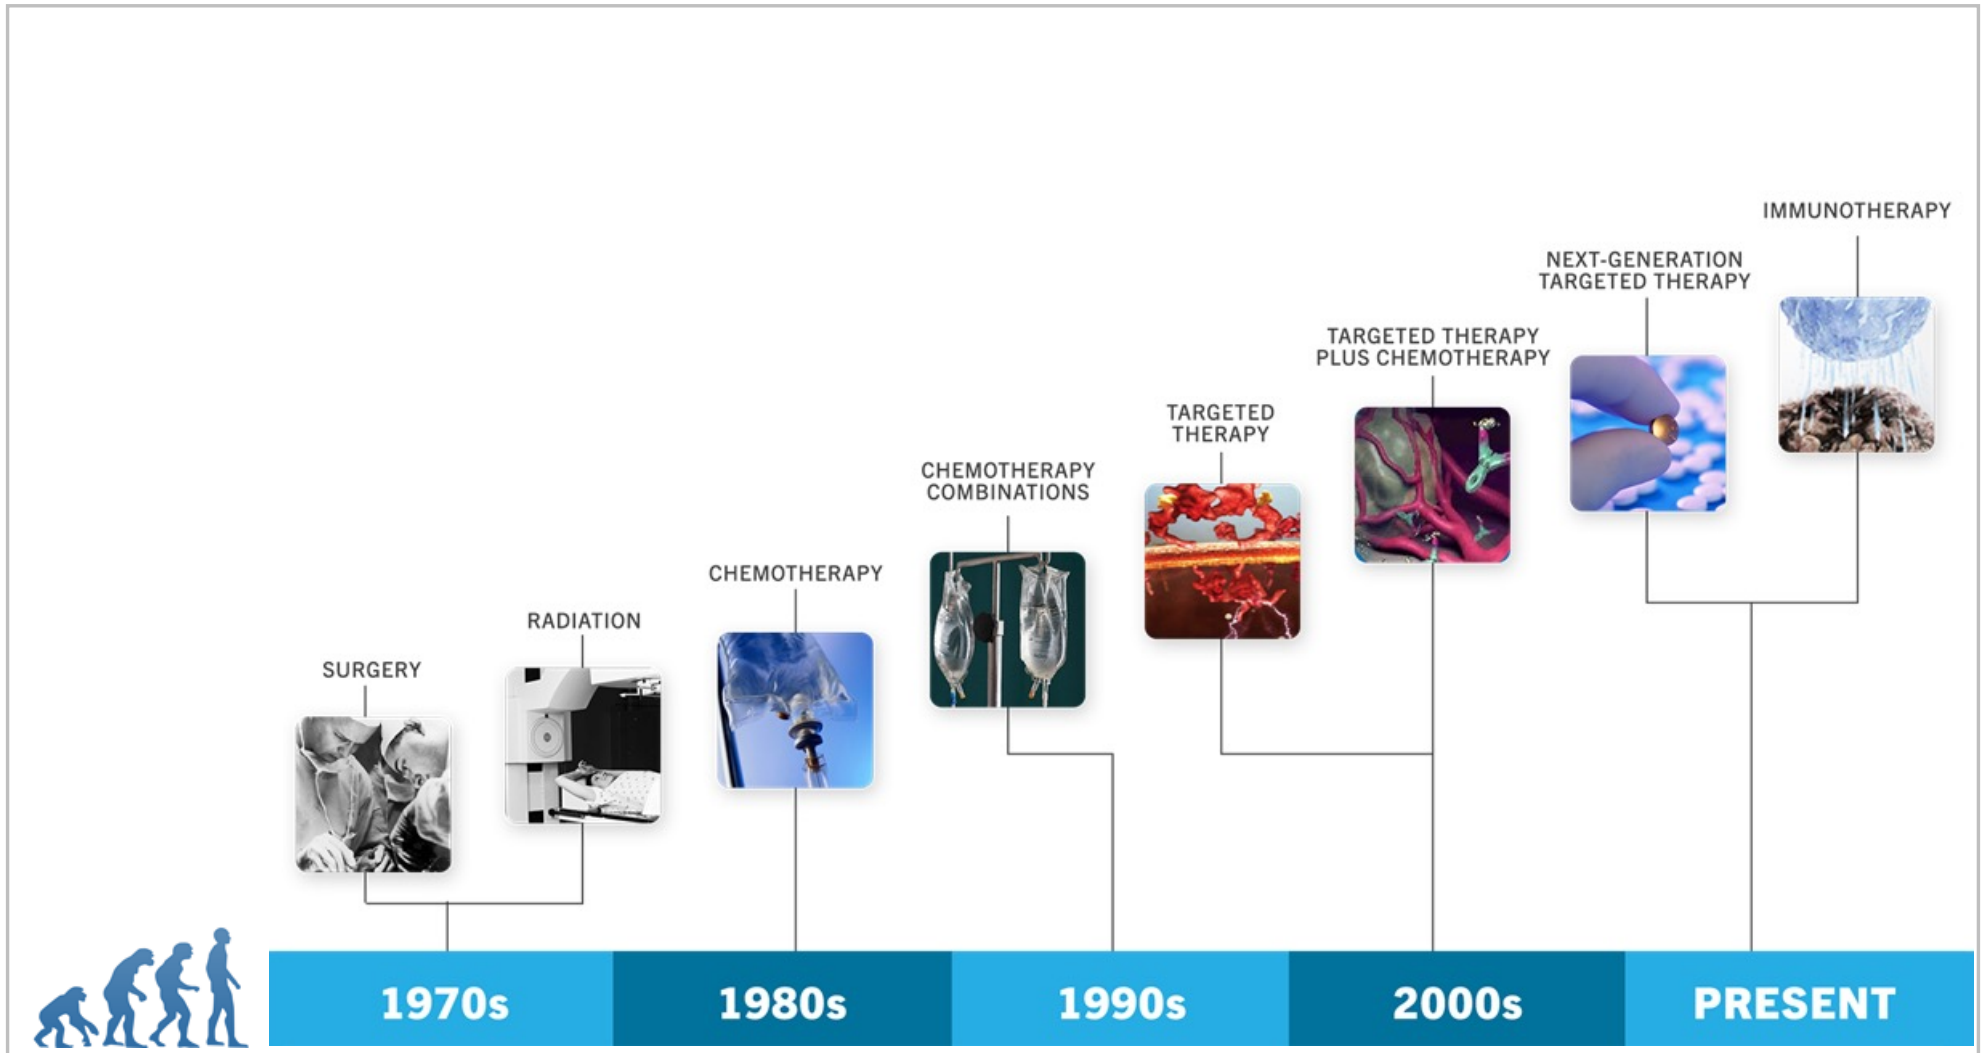 SURGERY
RADIATION
CHEMOTHERAPY
CHEMOTHERAPY
COMBINATIONS
TARGETED
THERAPY
TARGETED THERAPY
PLUS CHEMOTHERAPY
NEXT-GENERATION
TARGETED THERAPY
IMMUNOTHERAPY
1970s
1980s
1990s
2000s
PRESENT